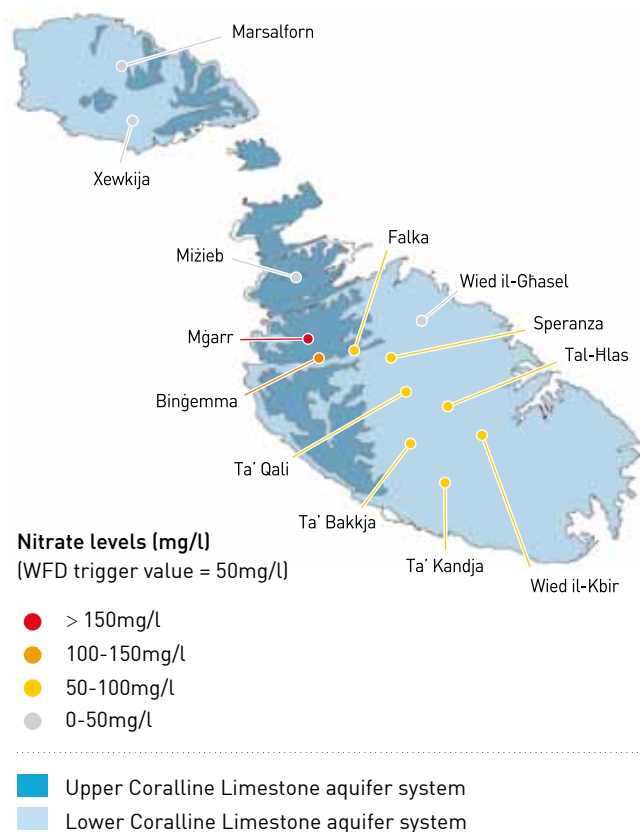 Marsalforn
Xewkija
Falka
Miżieb
Wied il-Għasel
Speranza
Mġarr
Tal-Hlas
Binġemma
Ta' Qali
Ta' Bakkja
Ta' Kandja
Wied il-Kbir
Nitrate levels (mg/l)
(WFD trigger value = 50mg/l)
> 150mg/l
100-150mg/l
50-100mg/l
0-50mg/l
Upper Coralline Limestone aquifer system
Lower Coralline Limestone aquifer system